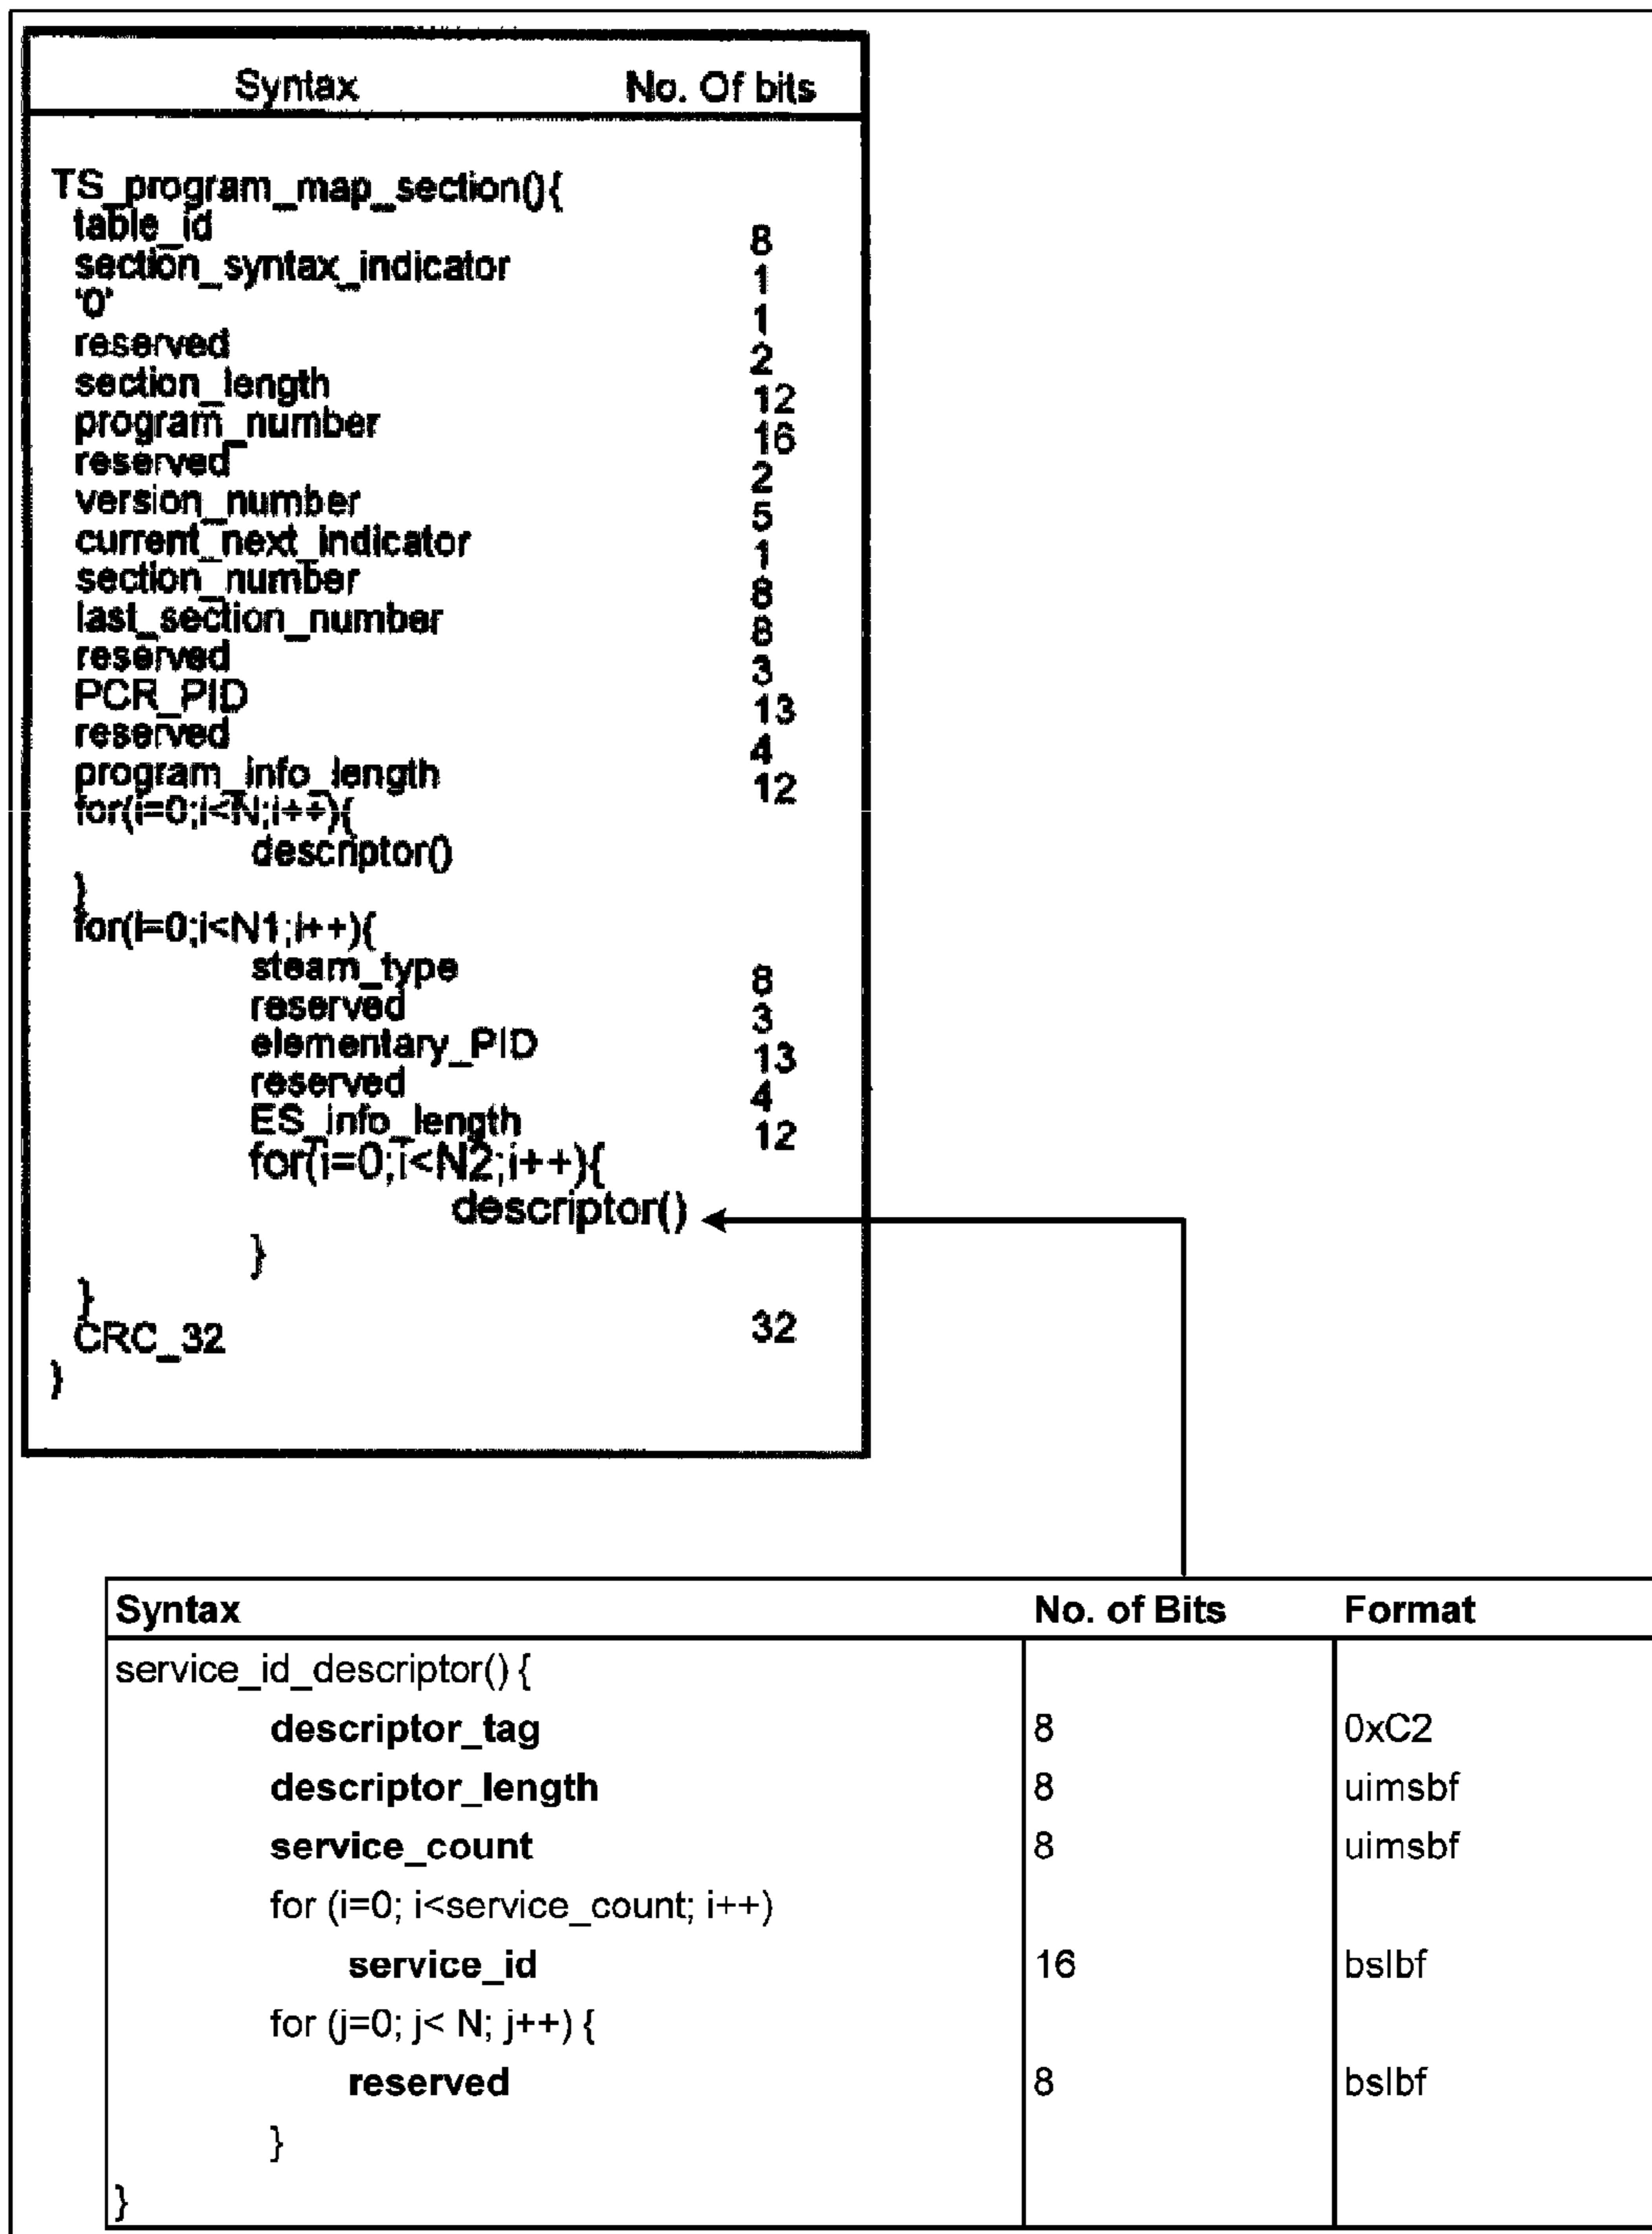 Syntax No. Of bits
TS_program_map_section(){
table_id 8
section_syntax_indicator 1
'0' 1
reserved 2
section_length 12
program_number 16
reserved 2
version_number 5
current_next_indicator 1
section_number 8
last_section_number 8
reserved 3
PCR_PID 13
reserved 4
program_info_length 12
for(i=0;i<N;i++){
descriptor()
}
for(i=0;i<N1;i++){
steam_type 8
reserved 3
elementary_PID 13
reserved 4
ES_info_length 12
for(i=0;i<N2;i++){
descriptor()
}
}
CRC_32 32
}
Syntax No. of Bits Format
service_id_descriptor() {
descriptor_tag 8 0xC2
descriptor_length 8 uimsbf
service_count 8 uimsbf
for (i=0; i<service_count; i++)
service_id 16 bslbf
for (j=0; j< N; j++) {
reserved 8 bslbf
}
}